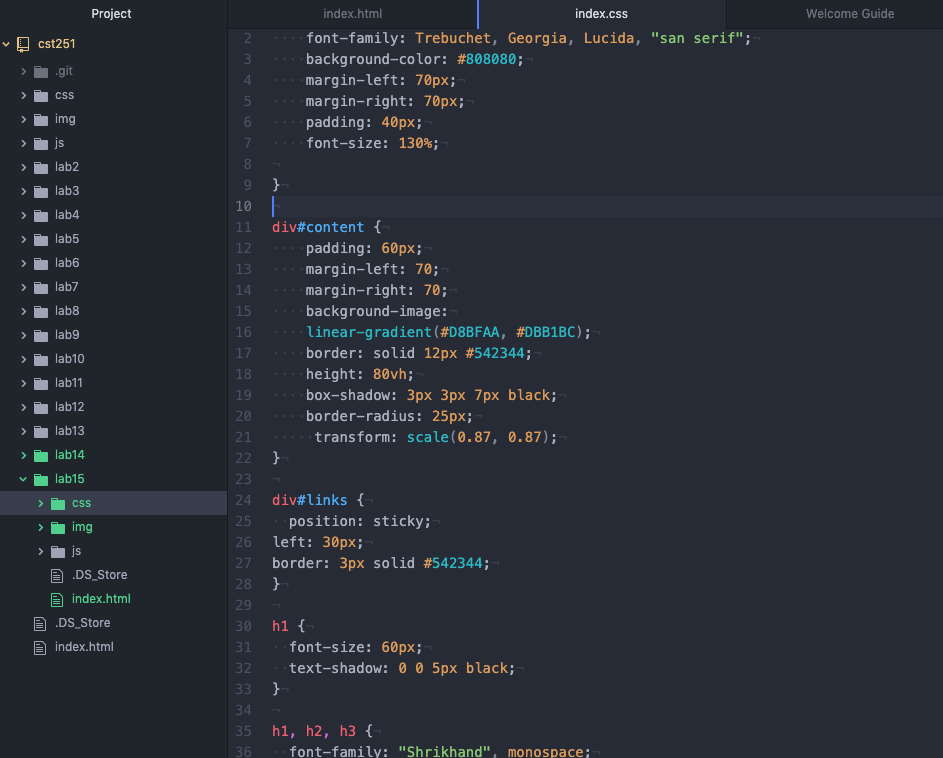 Project
cst251
.git
css
img
js
lab2
lab3
lab4
lab5
lab6
lab7
lab8
lab9
lab10
lab11
lab12
lab13
lab14
lab15
css
img
js
.DS_Store
index.html
.DS_Store
index.html
index.html index.css Welcome Guide
2 font-family: Trebuchet, Georgia, Lucida, "san serif";
3 background-color: #808080;
4 margin-left: 70px;
5 margin-right: 70px;
6 padding: 40px;
7 font-size: 130%;
8
9 }
10
11 div#content {
12 padding: 60px;
13 margin-left: 70;
14 margin-right: 70;
15 background-image:
16 linear-gradient(#D8BFAA, #DBB1BC);
17 border: solid 12px #542344;
18 height: 80vh;
19 box-shadow: 3px 3px 7px black;
20 border-radius: 25px;
21 transform: scale(0.87, 0.87);
22 }
23
24 div#links {
25 position: sticky;
26 left: 30px;
27 border: 3px solid #542344;
28 }
29
30 h1 {
31 font-size: 60px;
32 text-shadow: 0 0 5px black;
33 }
34
35 h1, h2, h3 {
36 font-family: "Shrikhand", monospace;